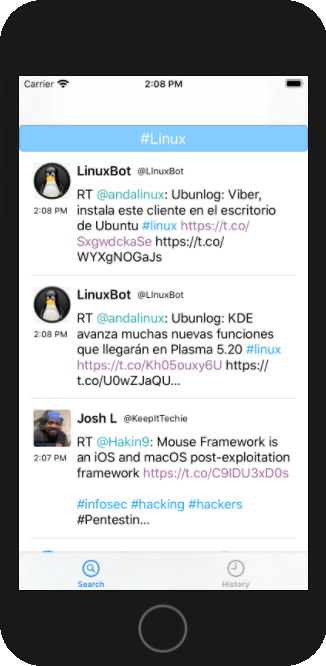 Carrier 2:08 PM
#Linux
LinuxBot @LInuxBot
RT @andalinux: Ubunlog: Viber,
2:08 PM
instala este cliente en el escritorio
de Ubuntu #linux https://t.co/
SxgwdckaSe https://t.co/
WYXgNOGaJs
LinuxBot @LInuxBot
RT @andalinux: Ubunlog: KDE
2:08 PM
avanza muchas nuevas funciones
que llegarán en Plasma 5.20 #linux
https://t.co/Kh05ouxy6U https://
t.co/U0wZJaQU...
Josh L @KeepItTechie
RT @Hakin9: Mouse Framework is
2:07 PM
an iOS and macOS post-exploitation
framework https://t.co/C9IDU3xD0s
#infosec #hacking #hackers
#Pentestin...
Search History